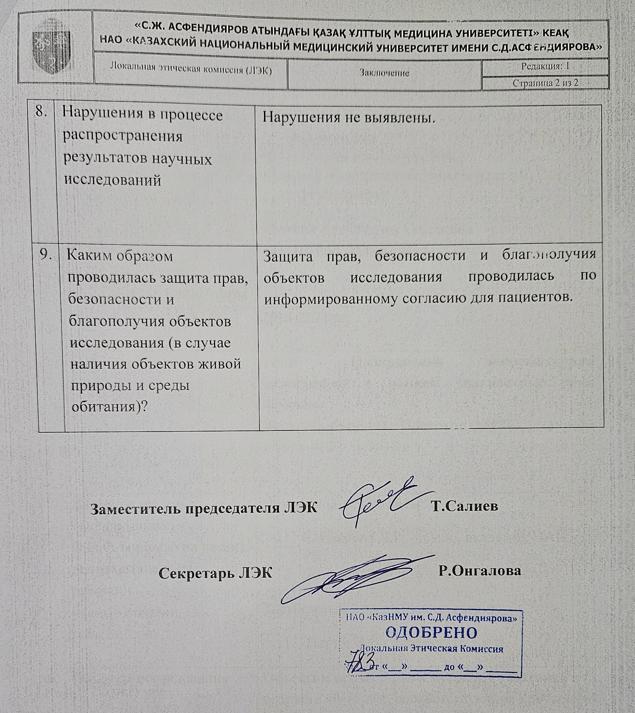 «С.Ж. АСФЕНДИЯРОВ АТЫНДАҒЫ ҚАЗАҚ ҰЛТТЫҚ МЕДИЦИНА УНИВЕРСИТЕТІ» КЕАҚ
НАО «КАЗАХСКИЙ НАЦИОНАЛЬНЫЙ МЕДИЦИНСКИЙ УНИВЕРСИТЕТ ИМЕНИ С.Д.АСФЕНДИЯРОВА»
Локальная этическая комиссия (ЛЭК)
Заключение
Редакция: 1
Страница 2 из 2
8.
Нарушения в процессе
распространения
результатов научных
исследований
Нарушения не выявлены.
9.
Каким образом
проводилась защита прав,
безопасности и
благополучия объектов
исследования (в случае
наличия объектов живой
природы и среды
обитания)?
Защита прав, безопасности и благополучия
объектов исследования проводилась по
информированному согласию для пациентов.
Заместитель председателя ЛЭК
Т.Салиев
Секретарь ЛЭК
Р.Онгалова
НАО «КазНМУ им. С.Д. Асфендиярова»
ОДОБРЕНО
Локальная Этическая Комиссия
783 от «__» ______ до «__» ______